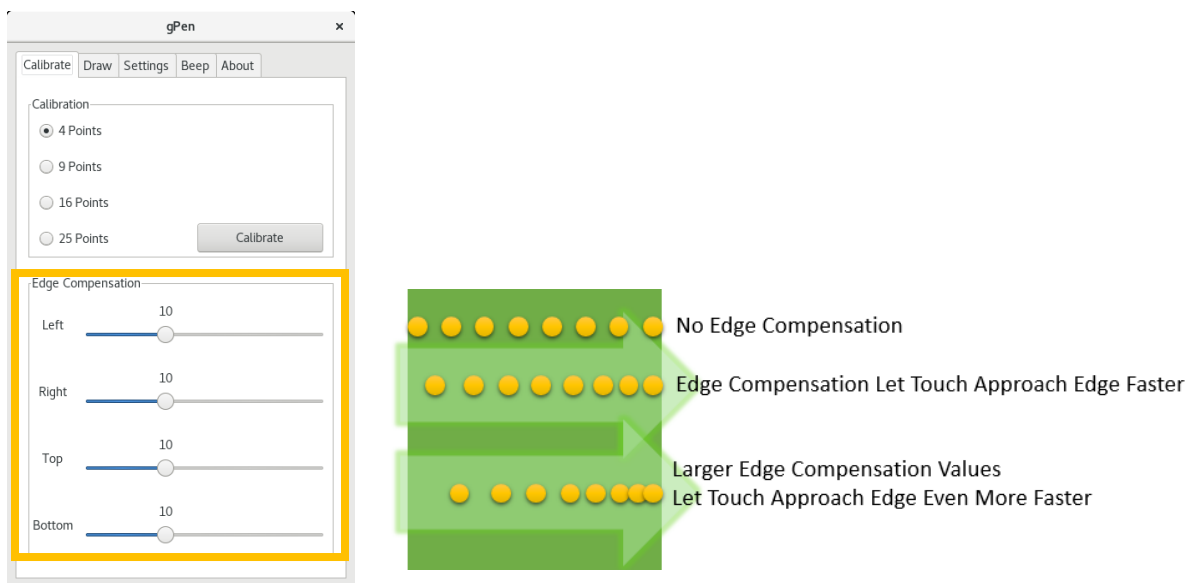 gPen ×
Calibrate Draw Settings Beep About
Calibration
4 Points
9 Points
16 Points
25 Points
Calibrate
Edge Compensation
10
Left
10
Right
10
Top
10
Bottom
No Edge Compensation
Edge Compensation Let Touch Approach Edge Faster
Larger Edge Compensation Values
Let Touch Approach Edge Even More Faster